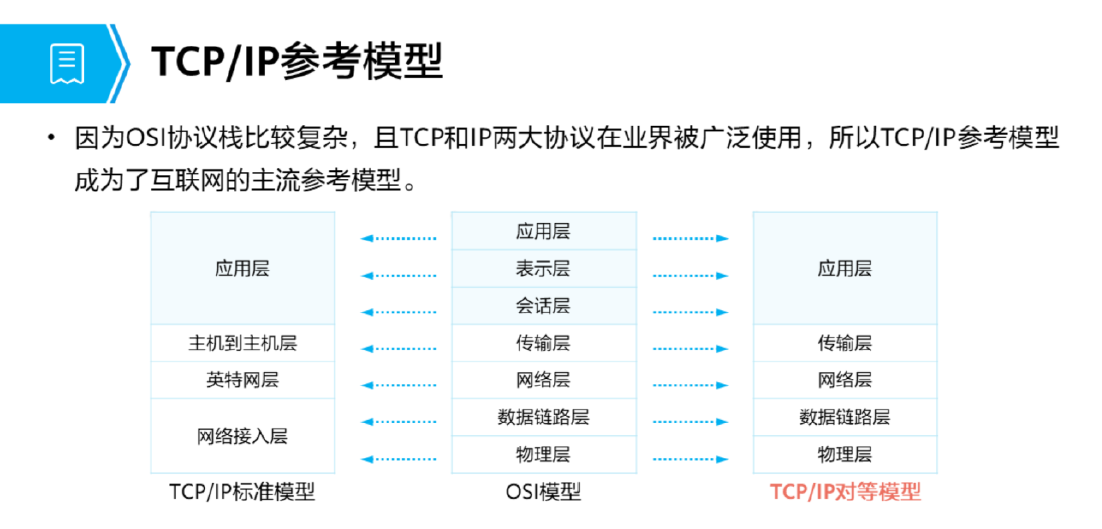 TCP/IP参考模型
• 因为OSI协议栈比较复杂，且TCP和IP两大协议在业界被广泛使用，所以TCP/IP参考模型
成为了互联网的主流参考模型。
应用层
主机到主机层
英特网层
网络接入层
TCP/IP标准模型
应用层
表示层
会话层
传输层
网络层
数据链路层
物理层
OSI模型
应用层
传输层
网络层
数据链路层
物理层
TCP/IP对等模型